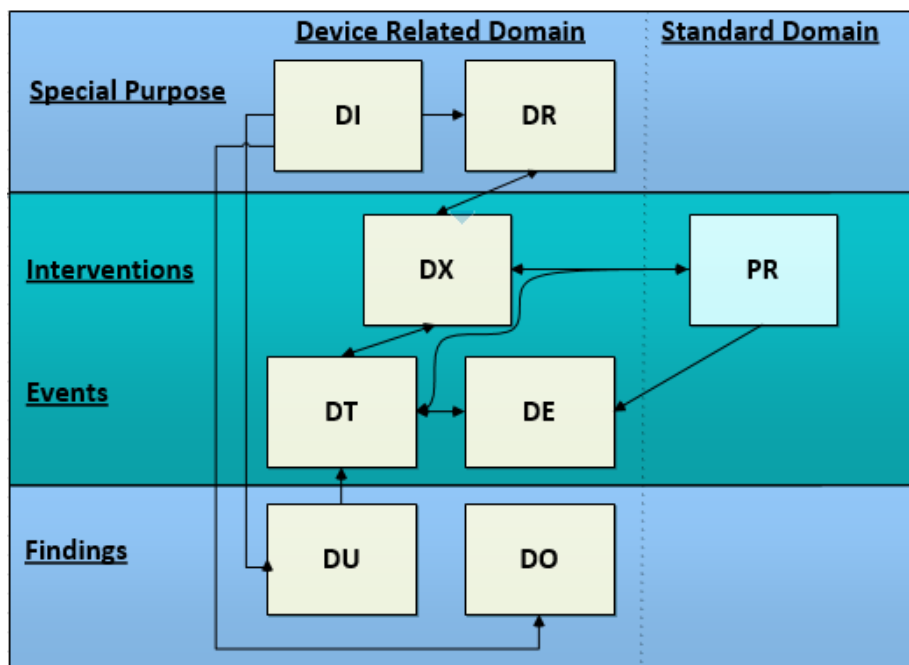 Device Related Domain
Standard Domain
Special Purpose
DI
DR
Interventions
DX
PR
Events
DT
DE
Findings
DU
DO